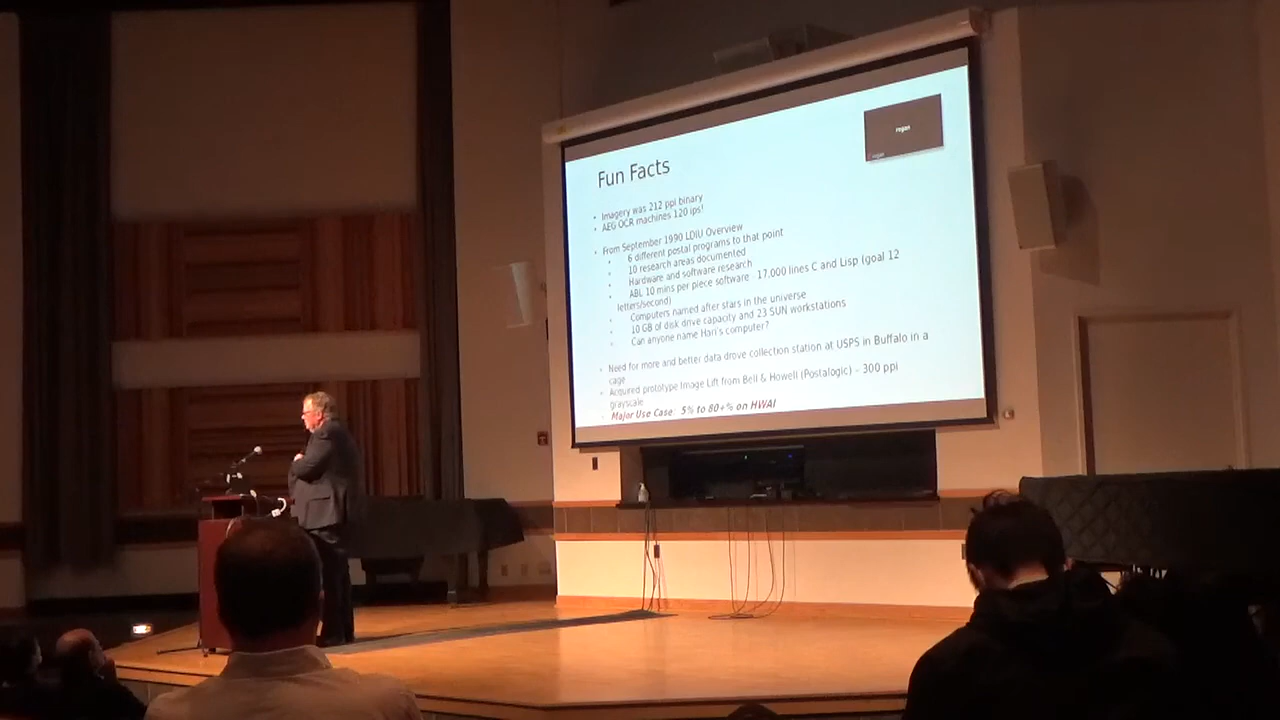 regan
regan
Fun Facts
• Imagery was 212 ppi binary
• AEG OCR machines 120 ips!
• From September 1990 LDIU Overview
• 6 different postal programs to that point
• 10 research areas documented
• Hardware and software research
• ABL 10 mins per piece software 17,000 lines C and Lisp (goal 12
letters/second)
• Computers named after stars in the universe
• 10 GB of disk drive capacity and 23 SUN workstations
• Can anyone name Hari's computer?
• Need for more and better data drove collection station at USPS in Buffalo in a
cage
• Acquired prototype Image Lift from Bell & Howell (Postalogic) – 300 ppi
grayscale
• Major Use Case: 5% to 80+% on HWAI